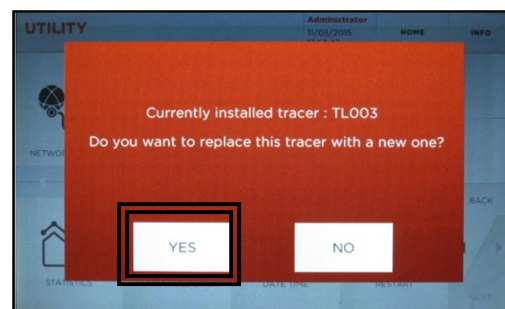 UTILITY
Administrator
11/03/2015
HOME
INFO
Currently installed tracer : TL003
Do you want to replace this tracer with a new one?
BACK
YES
NO
STATISTICS
DATE TIME
RESTART
NEXT